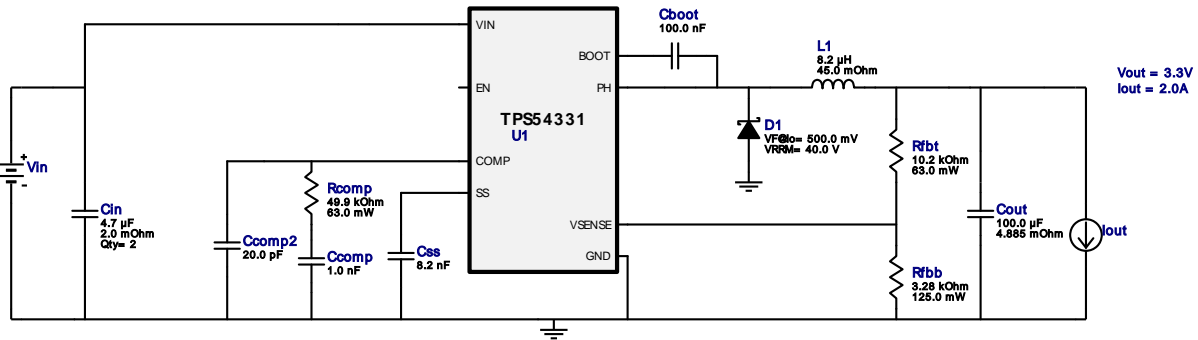 Cboot
100.0 nF
VIN
BOOT
L1
8.2 µH
45.0 mOhm
Vout = 3.3V
Iout = 2.0A
EN
PH
TPS54331
U1
D1
VF@Io= 500.0 mV
VRRM= 40.0 V
Rfbt
10.2 kOhm
63.0 mW
+
Vin
-
COMP
Rcomp
49.9 kOhm
63.0 mW
SS
Cin
4.7 µF
2.0 mOhm
Qty= 2
Cout
100.0 µF
4.885 mOhm
Iout
VSENSE
Ccomp2
20.0 pF
Ccomp
1.0 nF
Css
8.2 nF
GND
Rfbb
3.28 kOhm
125.0 mW